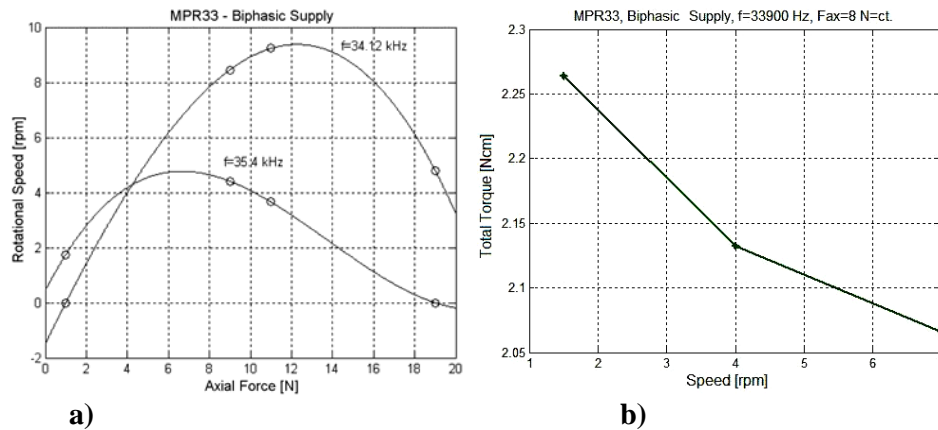 MPR33 - Biphasic Supply
Rotational Speed [rpm]
10
8
6
4
2
0
-2
f=34.12 kHz
f=35.4 kHz
0 2 4 6 8 10 12 14 16 18 20
Axial Force [N]
a)
MPR33, Biphasic Supply, f=33900 Hz, Fax=8 N=ct.
Total Torque [Ncm]
2.3
2.25
2.2
2.15
2.1
2.05
1 2 3 4 5 6
Speed [rpm]
b)